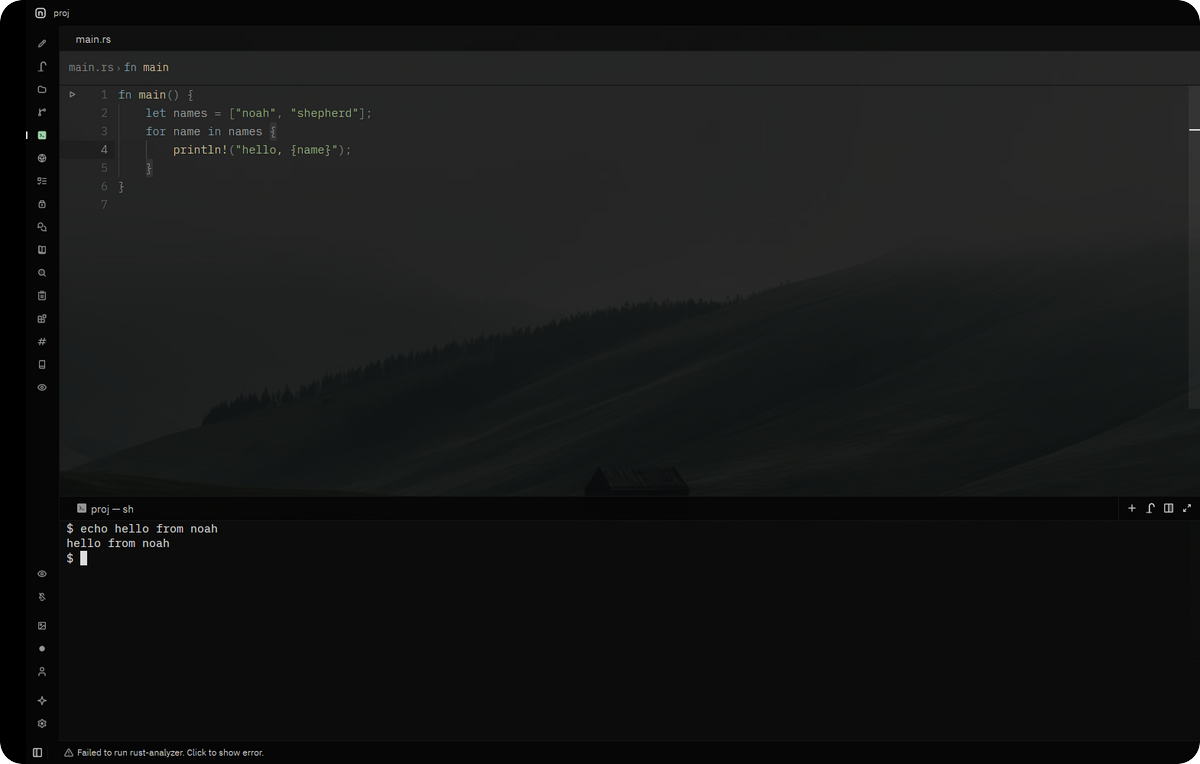 proj
main.rs
main.rs › fn main
1 fn main() {
2     let names = ["noah", "shepherd"];
3     for name in names {
4         println!("hello, {name}");
5     }
6 }
7
proj — sh
$ echo hello from noah
hello from noah
$
Failed to run rust-analyzer. Click to show error.